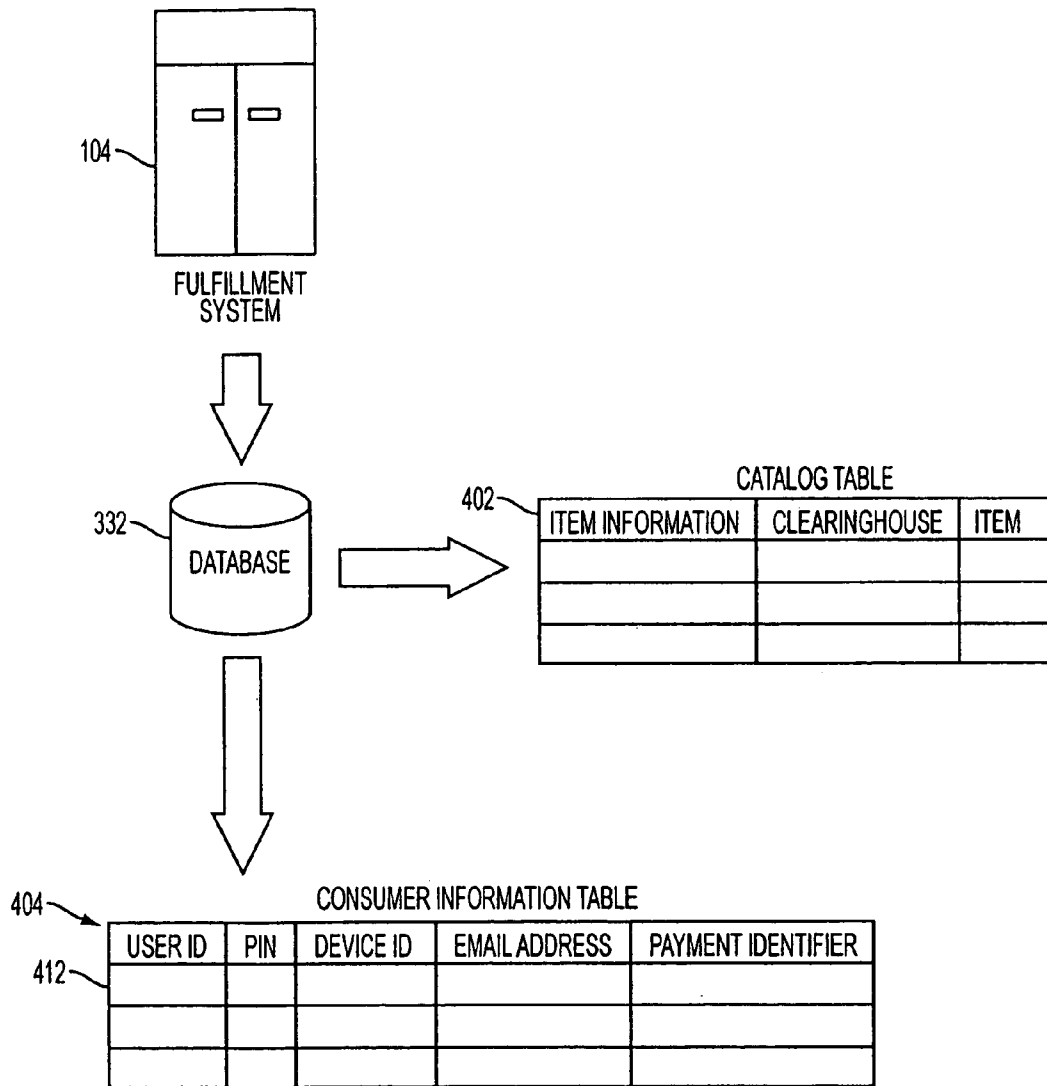 104
FULFILLMENT
SYSTEM
332
DATABASE
CATALOG TABLE
402
ITEM INFORMATION CLEARINGHOUSE ITEM
404
CONSUMER INFORMATION TABLE
USER ID PIN DEVICE ID EMAIL ADDRESS PAYMENT IDENTIFIER
412